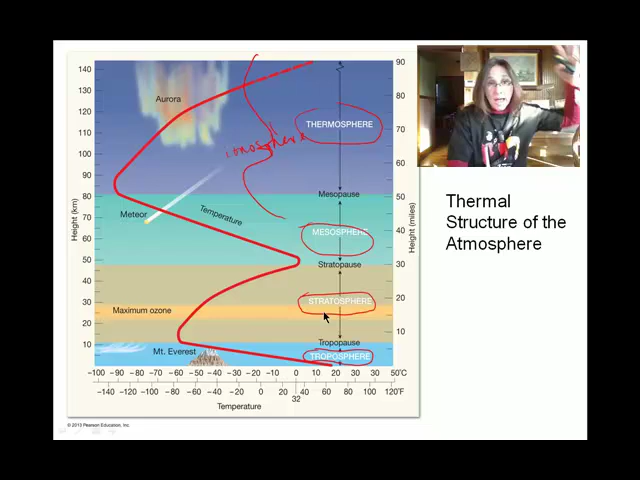 140
130
120
110
100
90
80
70
60
50
40
30
20
10
Height (km)
Aurora
ionosphere
THERMOSPHERE
Mesopause
Meteor
Temperature
MESOSPHERE
Stratopause
STRATOSPHERE
Maximum ozone
Tropopause
Mt. Everest
TROPOSPHERE
90
80
70
60
50
40
30
20
10
Height (miles)
-100 -90 -80 -70 -60 -50 -40 -30 -20 -10 0 10 20 30 50°C
-140 -120 -100 -80 -60 -40 -20 0 20 40 60 80 100 120°F
32
Temperature
© 2013 Pearson Education, Inc.
Thermal
Structure of the
Atmosphere